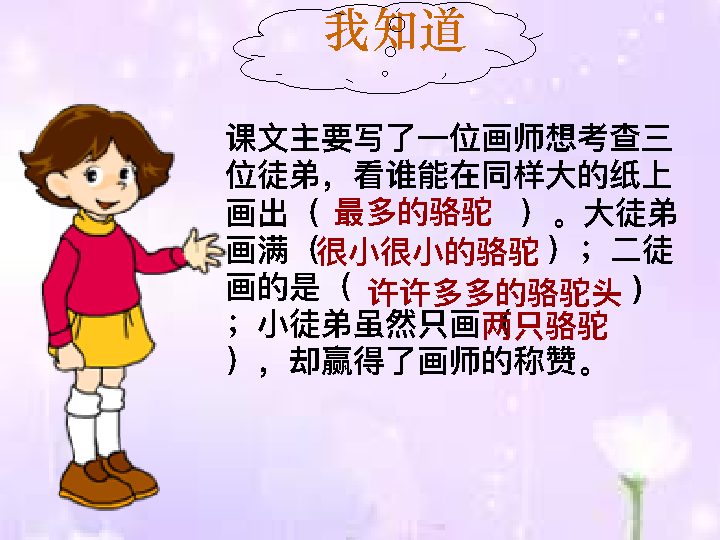 我知道
课文主要写了一位画师想考查三
位徒弟，看谁能在同样大的纸上
画出（ 最多的骆驼 ）。大徒弟
画满（很小很小的骆驼）；二徒
画的是（ 许许多多的骆驼头 ）
；小徒弟虽然只画（两只骆驼
），却赢得了画师的称赞。